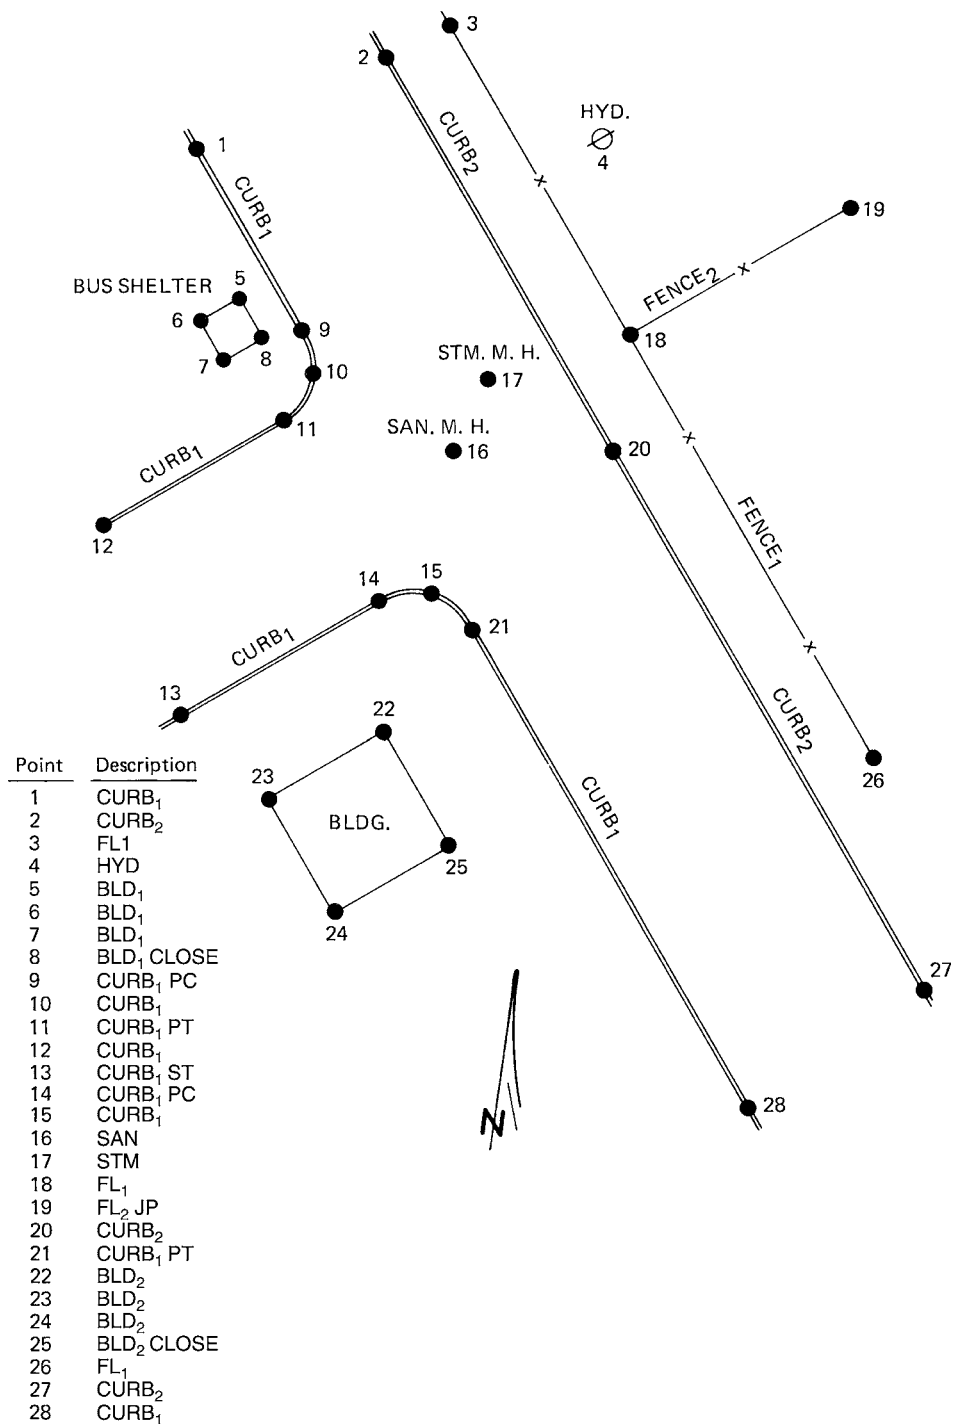 3
2
HYD.
4
CURB₂
1
CURB₁
19
BUS SHELTER
5
FENCE₂
6
9
18
7
8
STM. M. H.
10
17
SAN. M. H.
11
16
20
CURB₁
12
FENCE₁
14
15
21
CURB₁
13
CURB₂
22
26
23
BLDG.
CURB₁
25
24
27
28
N
Point Description
1 CURB₁
2 CURB₂
3 FL1
4 HYD
5 BLD₁
6 BLD₁
7 BLD₁
8 BLD₁ CLOSE
9 CURB₁ PC
10 CURB₁
11 CURB₁ PT
12 CURB₁
13 CURB₁ ST
14 CURB₁ PC
15 CURB₁
16 SAN
17 STM
18 FL₁
19 FL₂ JP
20 CURB₂
21 CURB₁ PT
22 BLD₂
23 BLD₂
24 BLD₂
25 BLD₂ CLOSE
26 FL₁
27 CURB₂
28 CURB₁